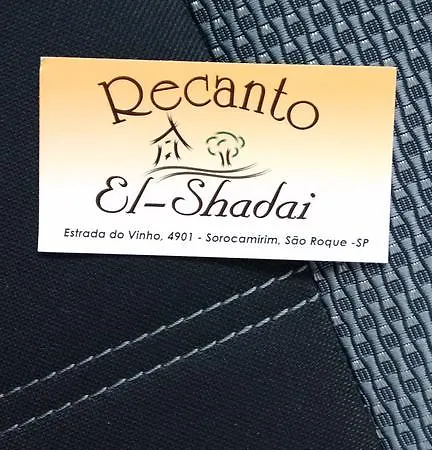 Recanto
El-Shadai
Estrada do Vinho, 4901 - Sorocamirim, São Roque -SP